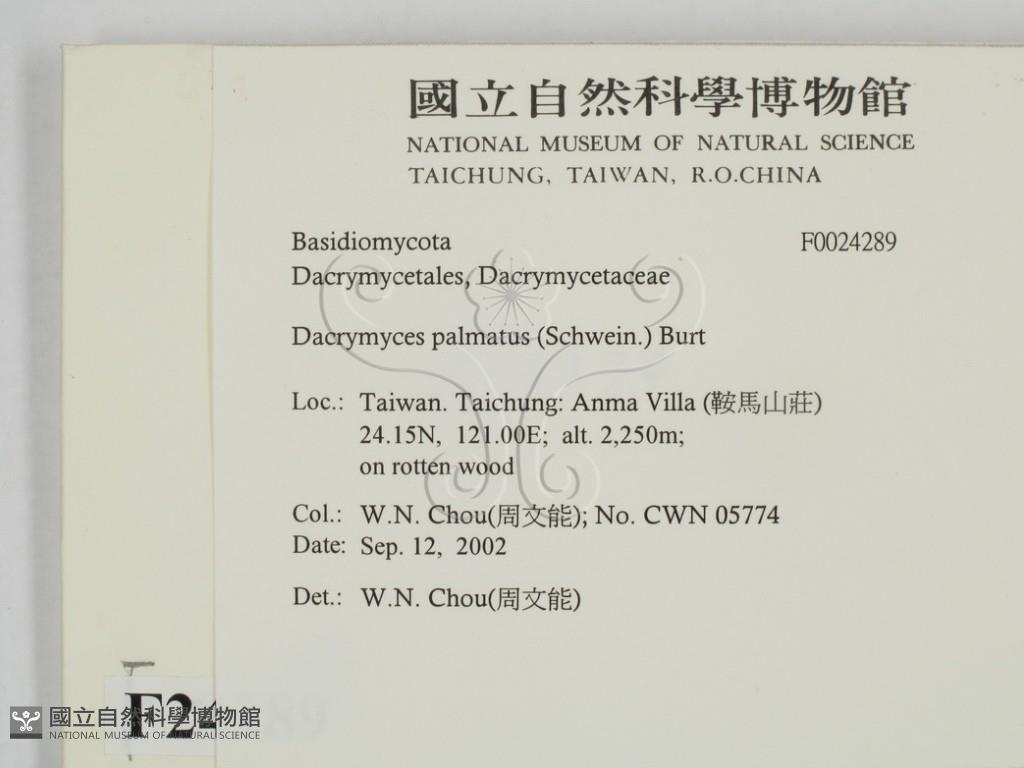 國立自然科學博物館
NATIONAL MUSEUM OF NATURAL SCIENCE
TAICHUNG, TAIWAN, R.O.CHINA
Basidiomycota F0024289
Dacrymycetales, Dacrymycetaceae
Dacrymyces palmatus (Schwein.) Burt
Loc.: Taiwan. Taichung: Anma Villa (鞍馬山莊)
24.15N, 121.00E; alt. 2,250m;
on rotten wood
Col.: W.N. Chou(周文能); No. CWN 05774
Date: Sep. 12, 2002
Det.: W.N. Chou(周文能)
F24
國立自然科學博物館
NATIONAL MUSEUM OF NATURAL SCIENCE